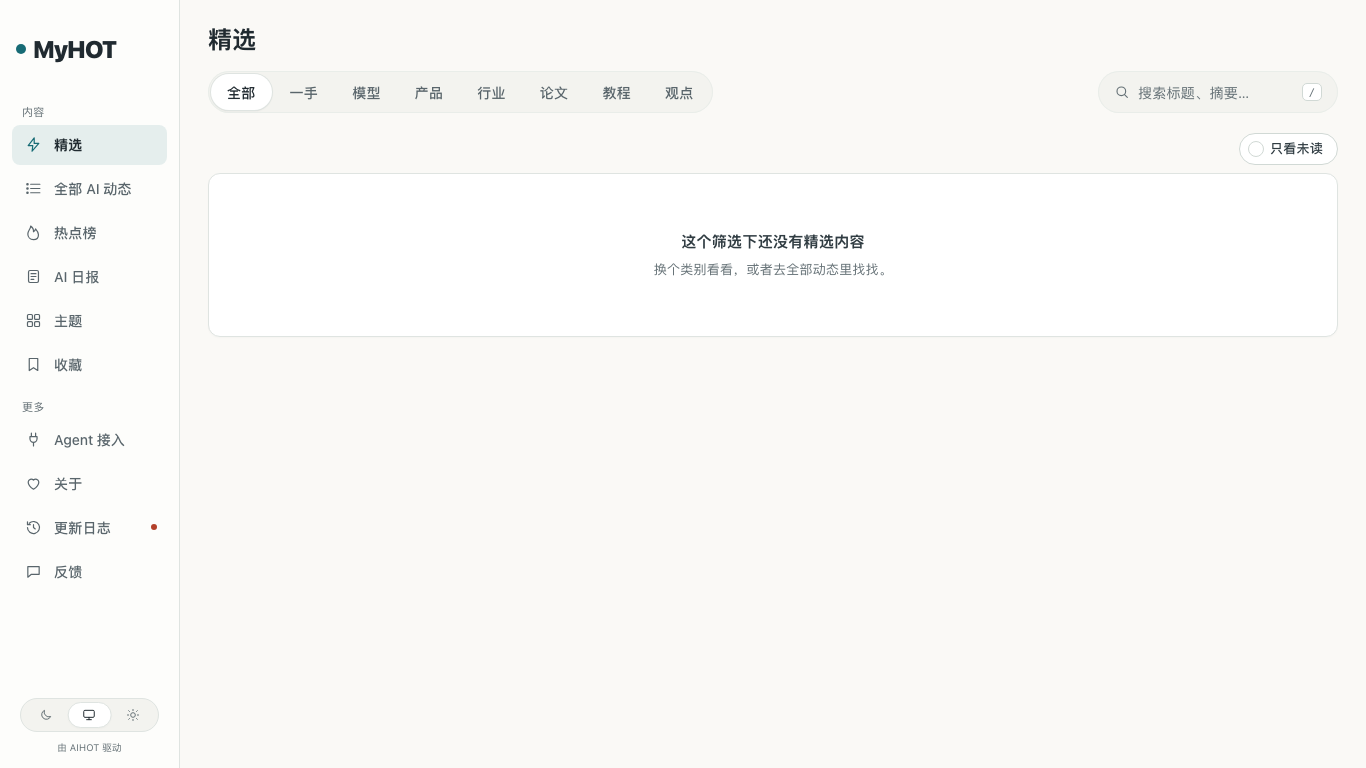 MyHOT
内容
精选
全部 AI 动态
热点榜
AI 日报
主题
收藏
更多
Agent 接入
关于
更新日志
反馈
由 AIHOT 驱动
精选
全部 一手 模型 产品 行业 论文 教程 观点
搜索标题、摘要... /
只看未读
这个筛选下还没有精选内容
换个类别看看，或者去全部动态里找找。